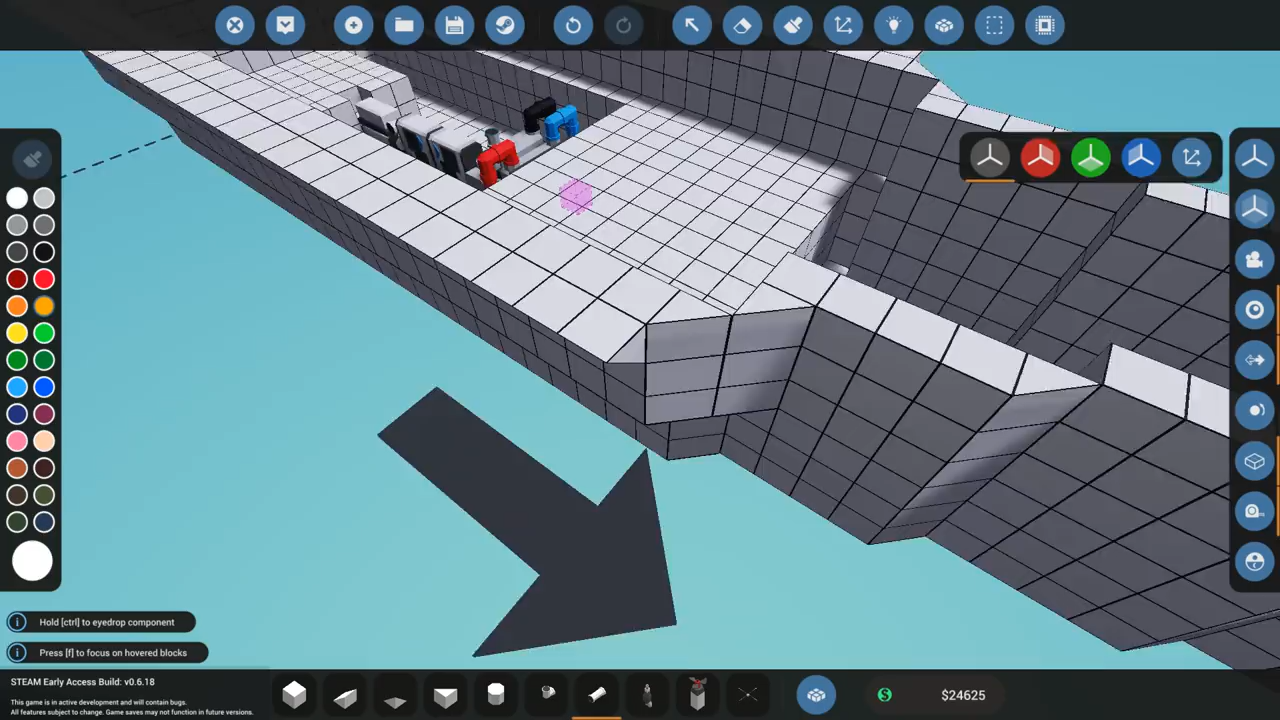 Hold [ctrl] to eyedrop component
Press [f] to focus on hovered blocks
STEAM Early Access Build: v0.6.18
This game is in active development and will contain bugs.
All features subject to change. Game saves may not function in future versions.
$24625